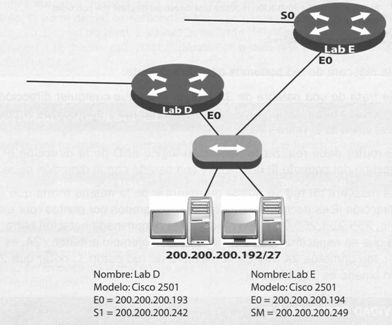 S0
Lab E
E0
Lab D
E0
200.200.200.192/27
Nombre: Lab D
Modelo: Cisco 2501
E0 = 200.200.200.193
S1 = 200.200.200.242
Nombre: Lab E
Modelo: Cisco 2501
E0 = 200.200.200.194
SM = 200.200.200.249